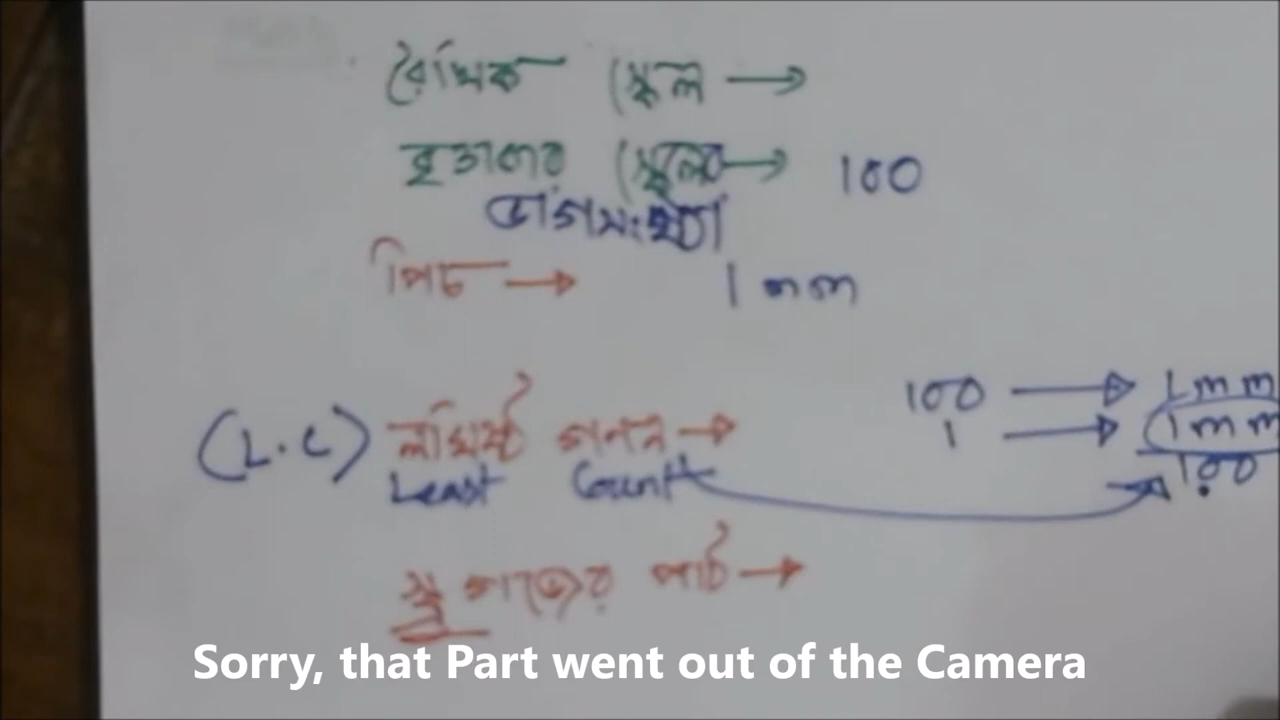 রৈখিক স্কেল →
বৃত্তাকার স্কেলের → 100
ভাগসংখ্যা
পিচ → 1 mm
100 → 1mm
(L.C) লঘিষ্ঠ গণন → 1 → 1mm
Least Count 100
স্ক্রু গজের পাঠ →
Sorry, that Part went out of the Camera